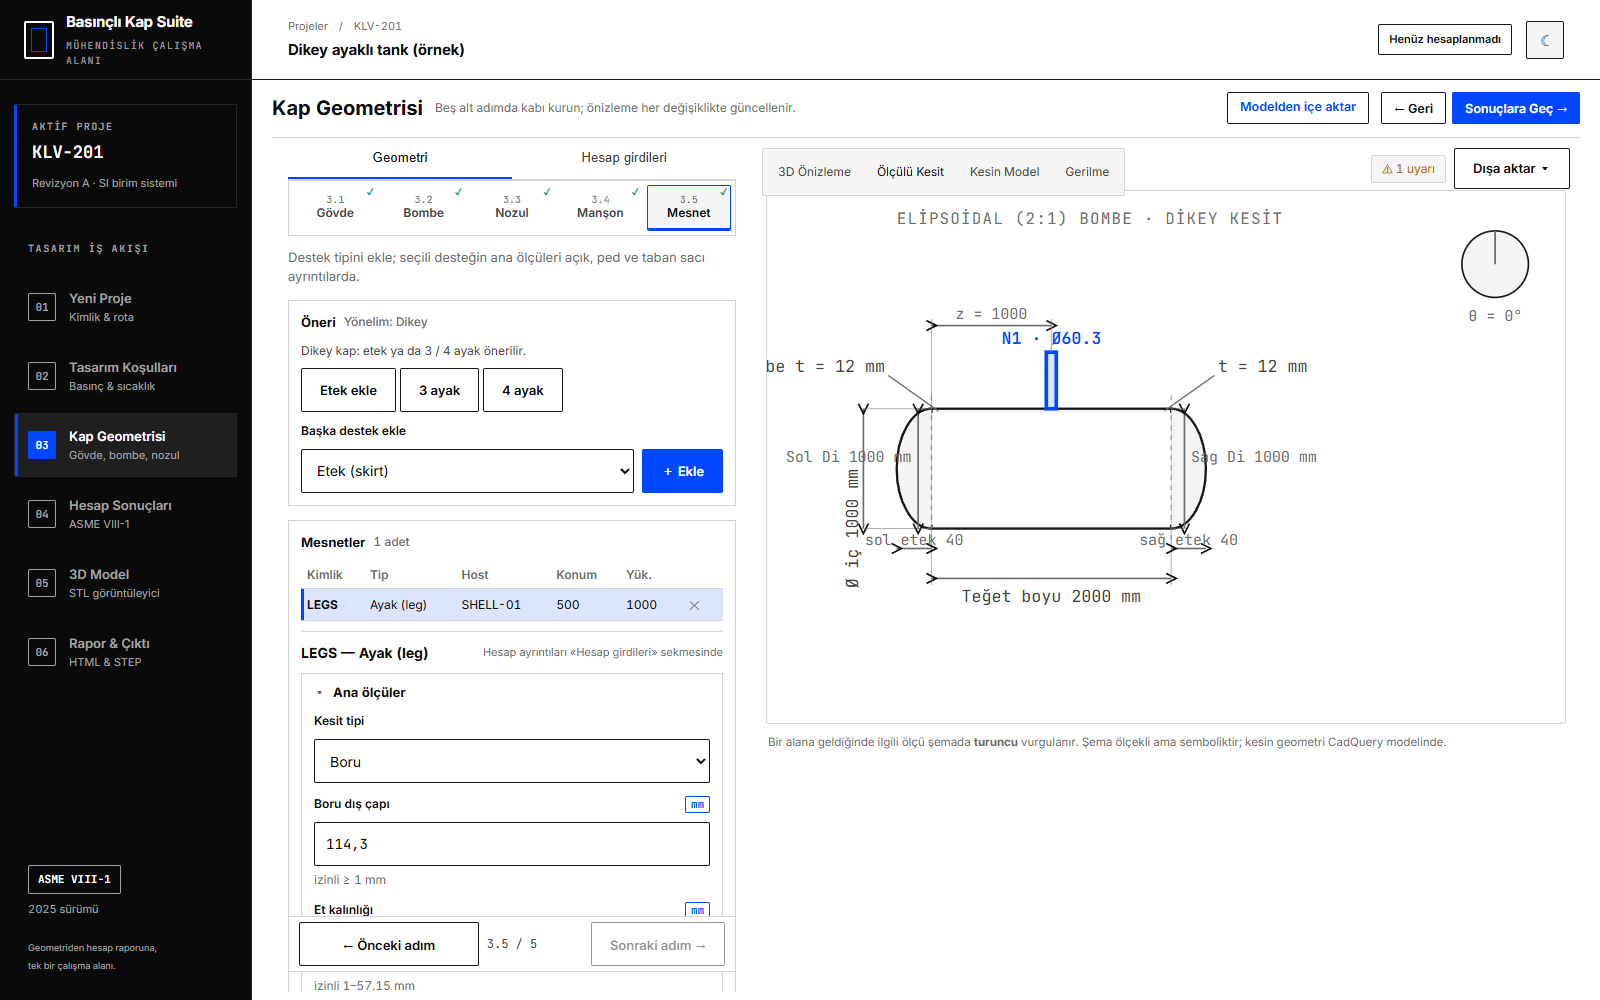 Basınçlı Kap Suite
MÜHENDİSLİK ÇALIŞMA
ALANI
AKTİF PROJE
KLV-201
Revizyon A · SI birim sistemi
TASARIM İŞ AKIŞI
01
Yeni Proje
Kimlik & rota
02
Tasarım Koşulları
Basınç & sıcaklık
03
Kap Geometrisi
Gövde, bombe, nozul
04
Hesap Sonuçları
ASME VIII-1
05
3D Model
STL görüntüleyici
06
Rapor & Çıktı
HTML & STEP
ASME VIII-1
2025 sürümü
Geometriden hesap raporuna,
tek bir çalışma alanı.
Projeler / KLV-201
Dikey ayaklı tank (örnek)
Henüz hesaplanmadı
☾
Kap Geometrisi
Beş alt adımda kabı kurun; önizleme her değişiklikte güncellenir.
Modelden içe aktar
← Geri
Sonuçlara Geç →
Geometri
Hesap girdileri
3.1 ✓
Gövde
3.2 ✓
Bombe
3.3 ✓
Nozul
3.4 ✓
Manşon
3.5 ✓
Mesnet
Destek tipini ekle; seçili desteğin ana ölçüleri açık, ped ve taban sacı
ayrıntılarda.
Öneri Yönelim: Dikey
Dikey kap: etek ya da 3 / 4 ayak önerilir.
Etek ekle
3 ayak
4 ayak
Başka destek ekle
Etek (skirt)
+ Ekle
Mesnetler 1 adet
Kimlik Tip Host Konum Yük.
LEGS Ayak (leg) SHELL-01 500 1000 ×
LEGS — Ayak (leg)
Hesap ayrıntıları «Hesap girdileri» sekmesinde
Ana ölçüler
Kesit tipi
Boru
Boru dış çapı mm
114,3
izinli ≥ 1 mm
Et kalınlığı mm
← Önceki adım
3.5 / 5
Sonraki adım →
izinli 1–57.15 mm
3D Önizleme
Ölçülü Kesit
Kesin Model
Gerilme
⚠ 1 uyarı
Dışa aktar
ELİPSOİDAL (2:1) BOMBE · DİKEY KESİT
θ = 0°
z = 1000
N1 · Ø60.3
be t = 12 mm
t = 12 mm
Sol Di 1000 mm
Sağ Di 1000 mm
Ø iç 1000 mm
sol etek 40
sağ etek 40
Teğet boyu 2000 mm
Bir alana geldiğinde ilgili ölçü şemada turuncu vurgulanır. Şema ölçekli ama semboliktir; kesin geometri CadQuery modelinde.